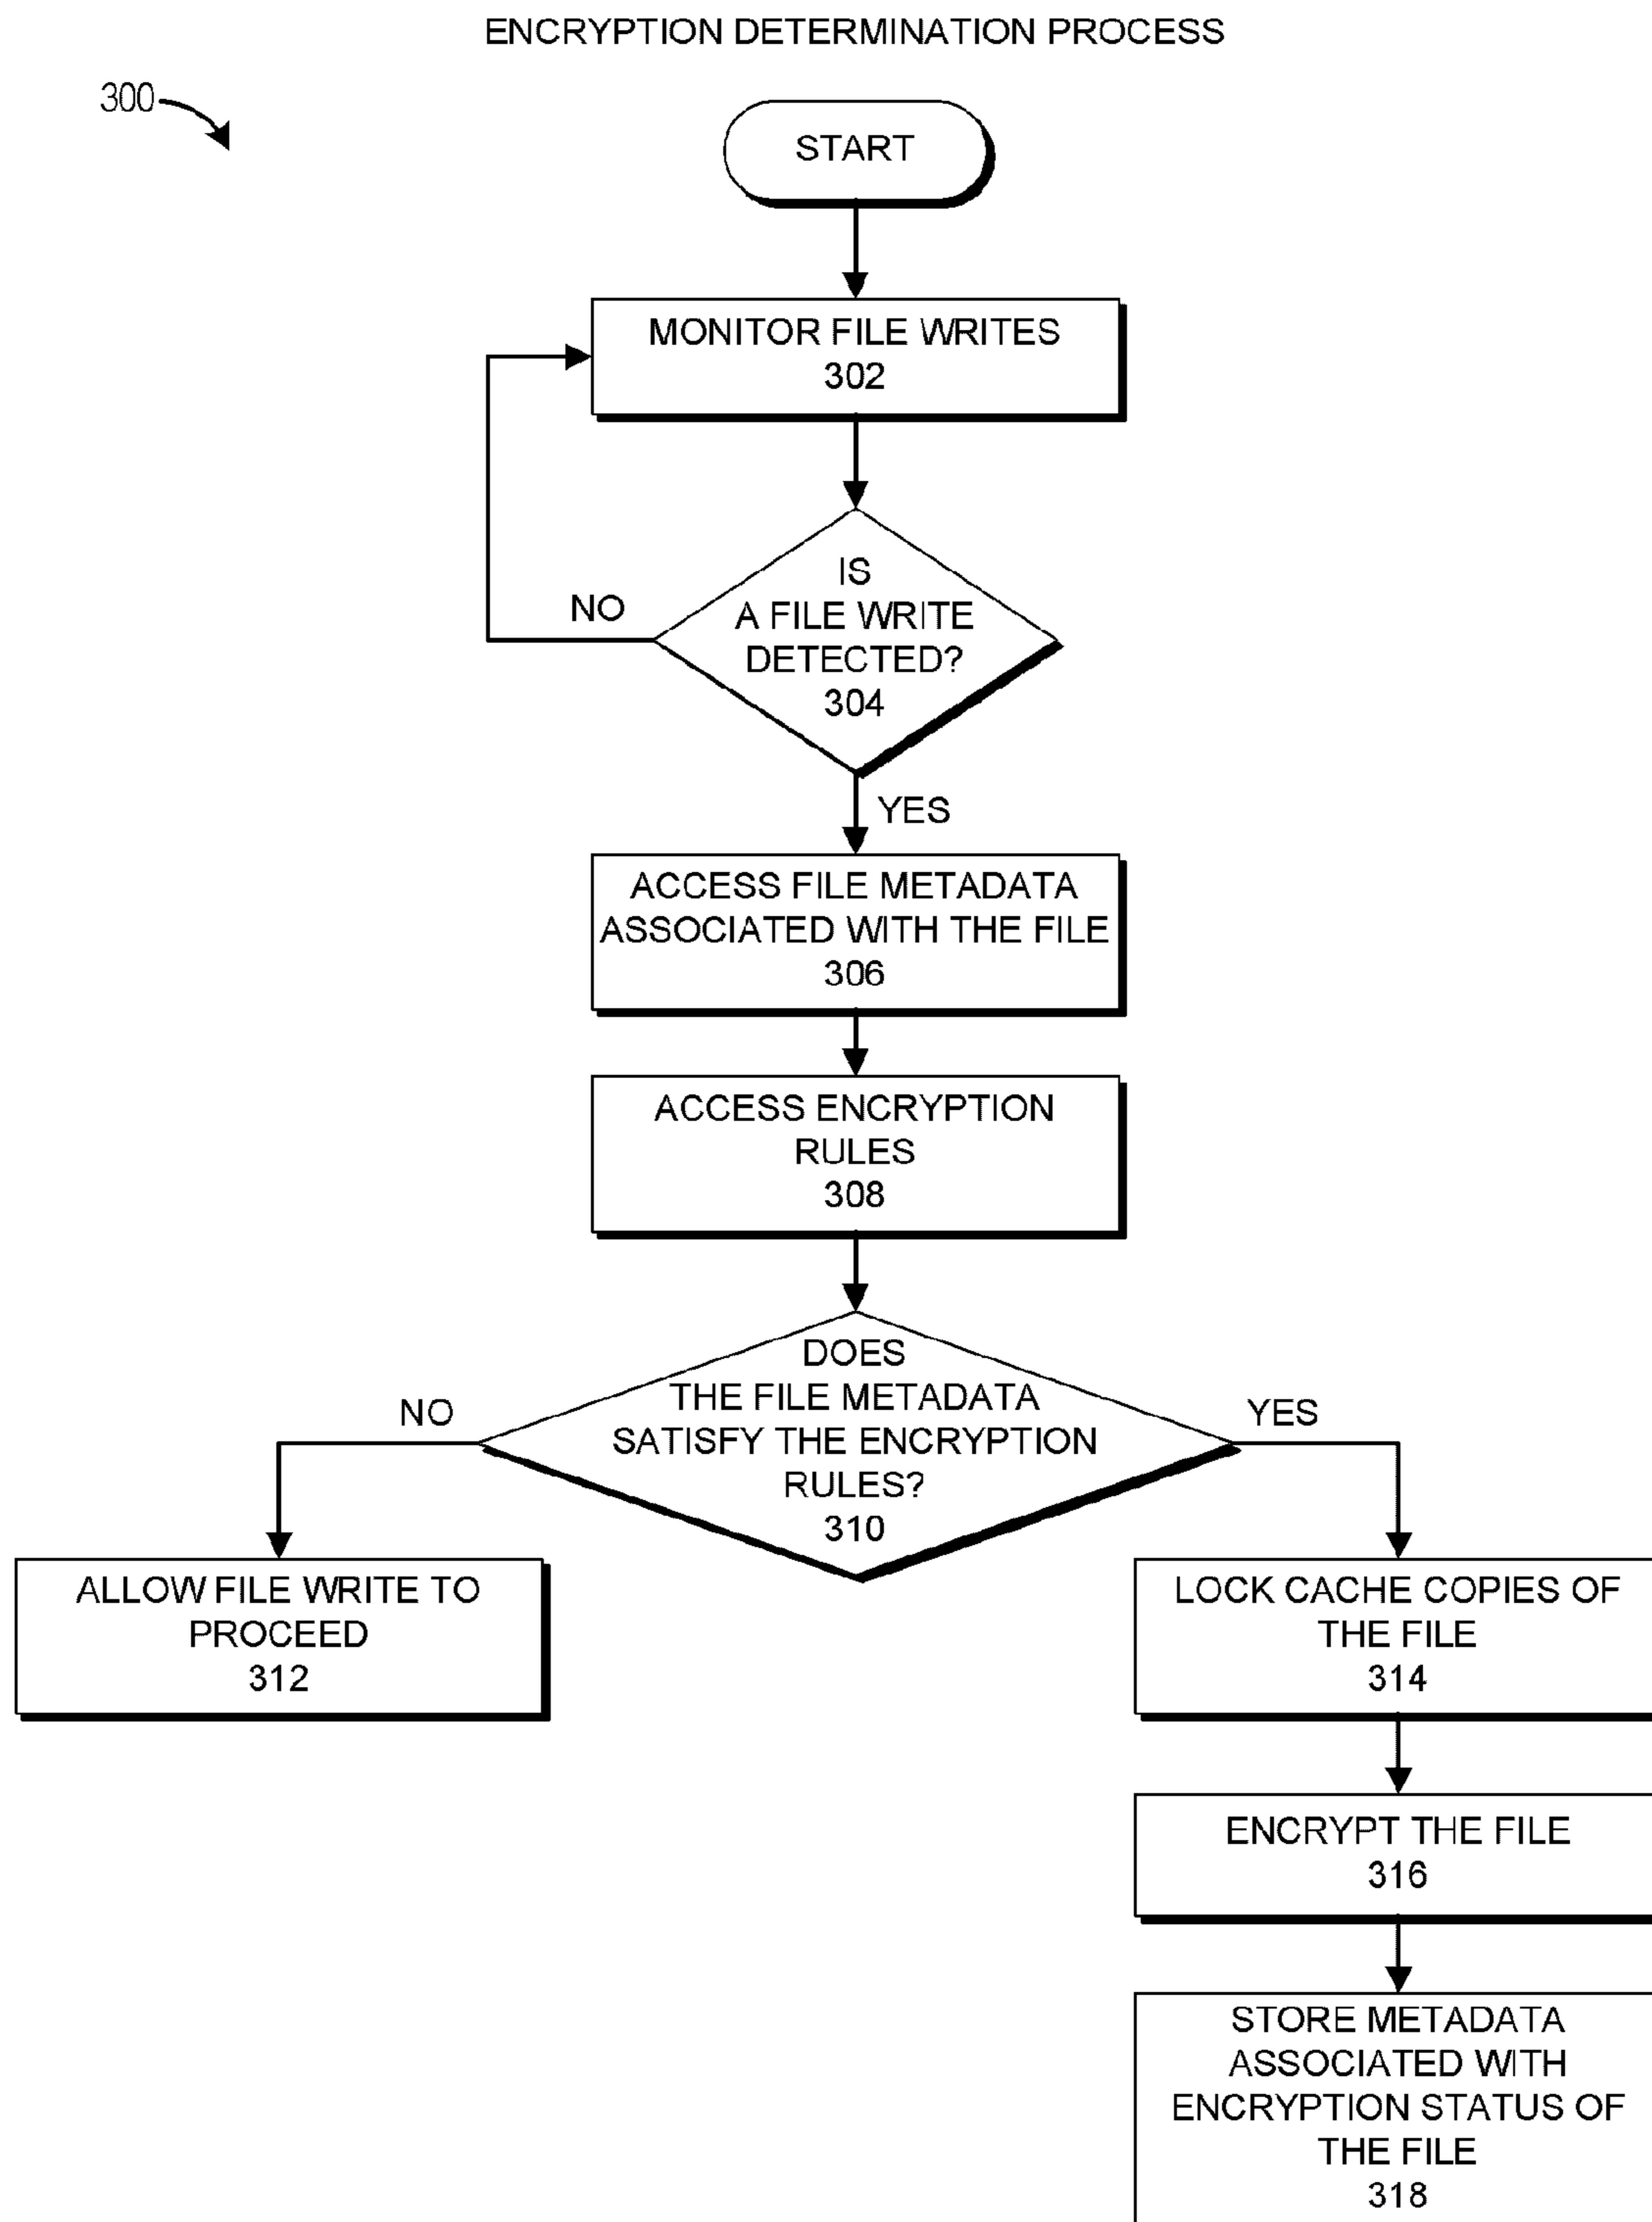 ENCRYPTION DETERMINATION PROCESS
300
START
MONITOR FILE WRITES
302
IS
A FILE WRITE
DETECTED?
304
NO
YES
ACCESS FILE METADATA
ASSOCIATED WITH THE FILE
306
ACCESS ENCRYPTION
RULES
308
DOES
THE FILE METADATA
SATISFY THE ENCRYPTION
RULES?
310
NO
YES
ALLOW FILE WRITE TO
PROCEED
312
LOCK CACHE COPIES OF
THE FILE
314
ENCRYPT THE FILE
316
STORE METADATA
ASSOCIATED WITH
ENCRYPTION STATUS OF
THE FILE
318